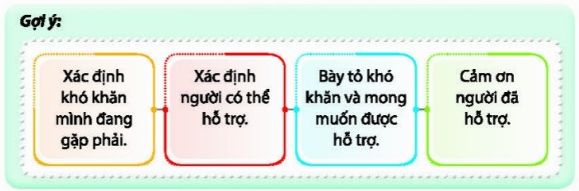 Gợi ý:
Xác định
khó khăn
mình đang
gặp phải.
Xác định
người có thể
hỗ trợ.
Bày tỏ khó
khăn và mong
muốn được
hỗ trợ.
Cảm ơn
người đã
hỗ trợ.